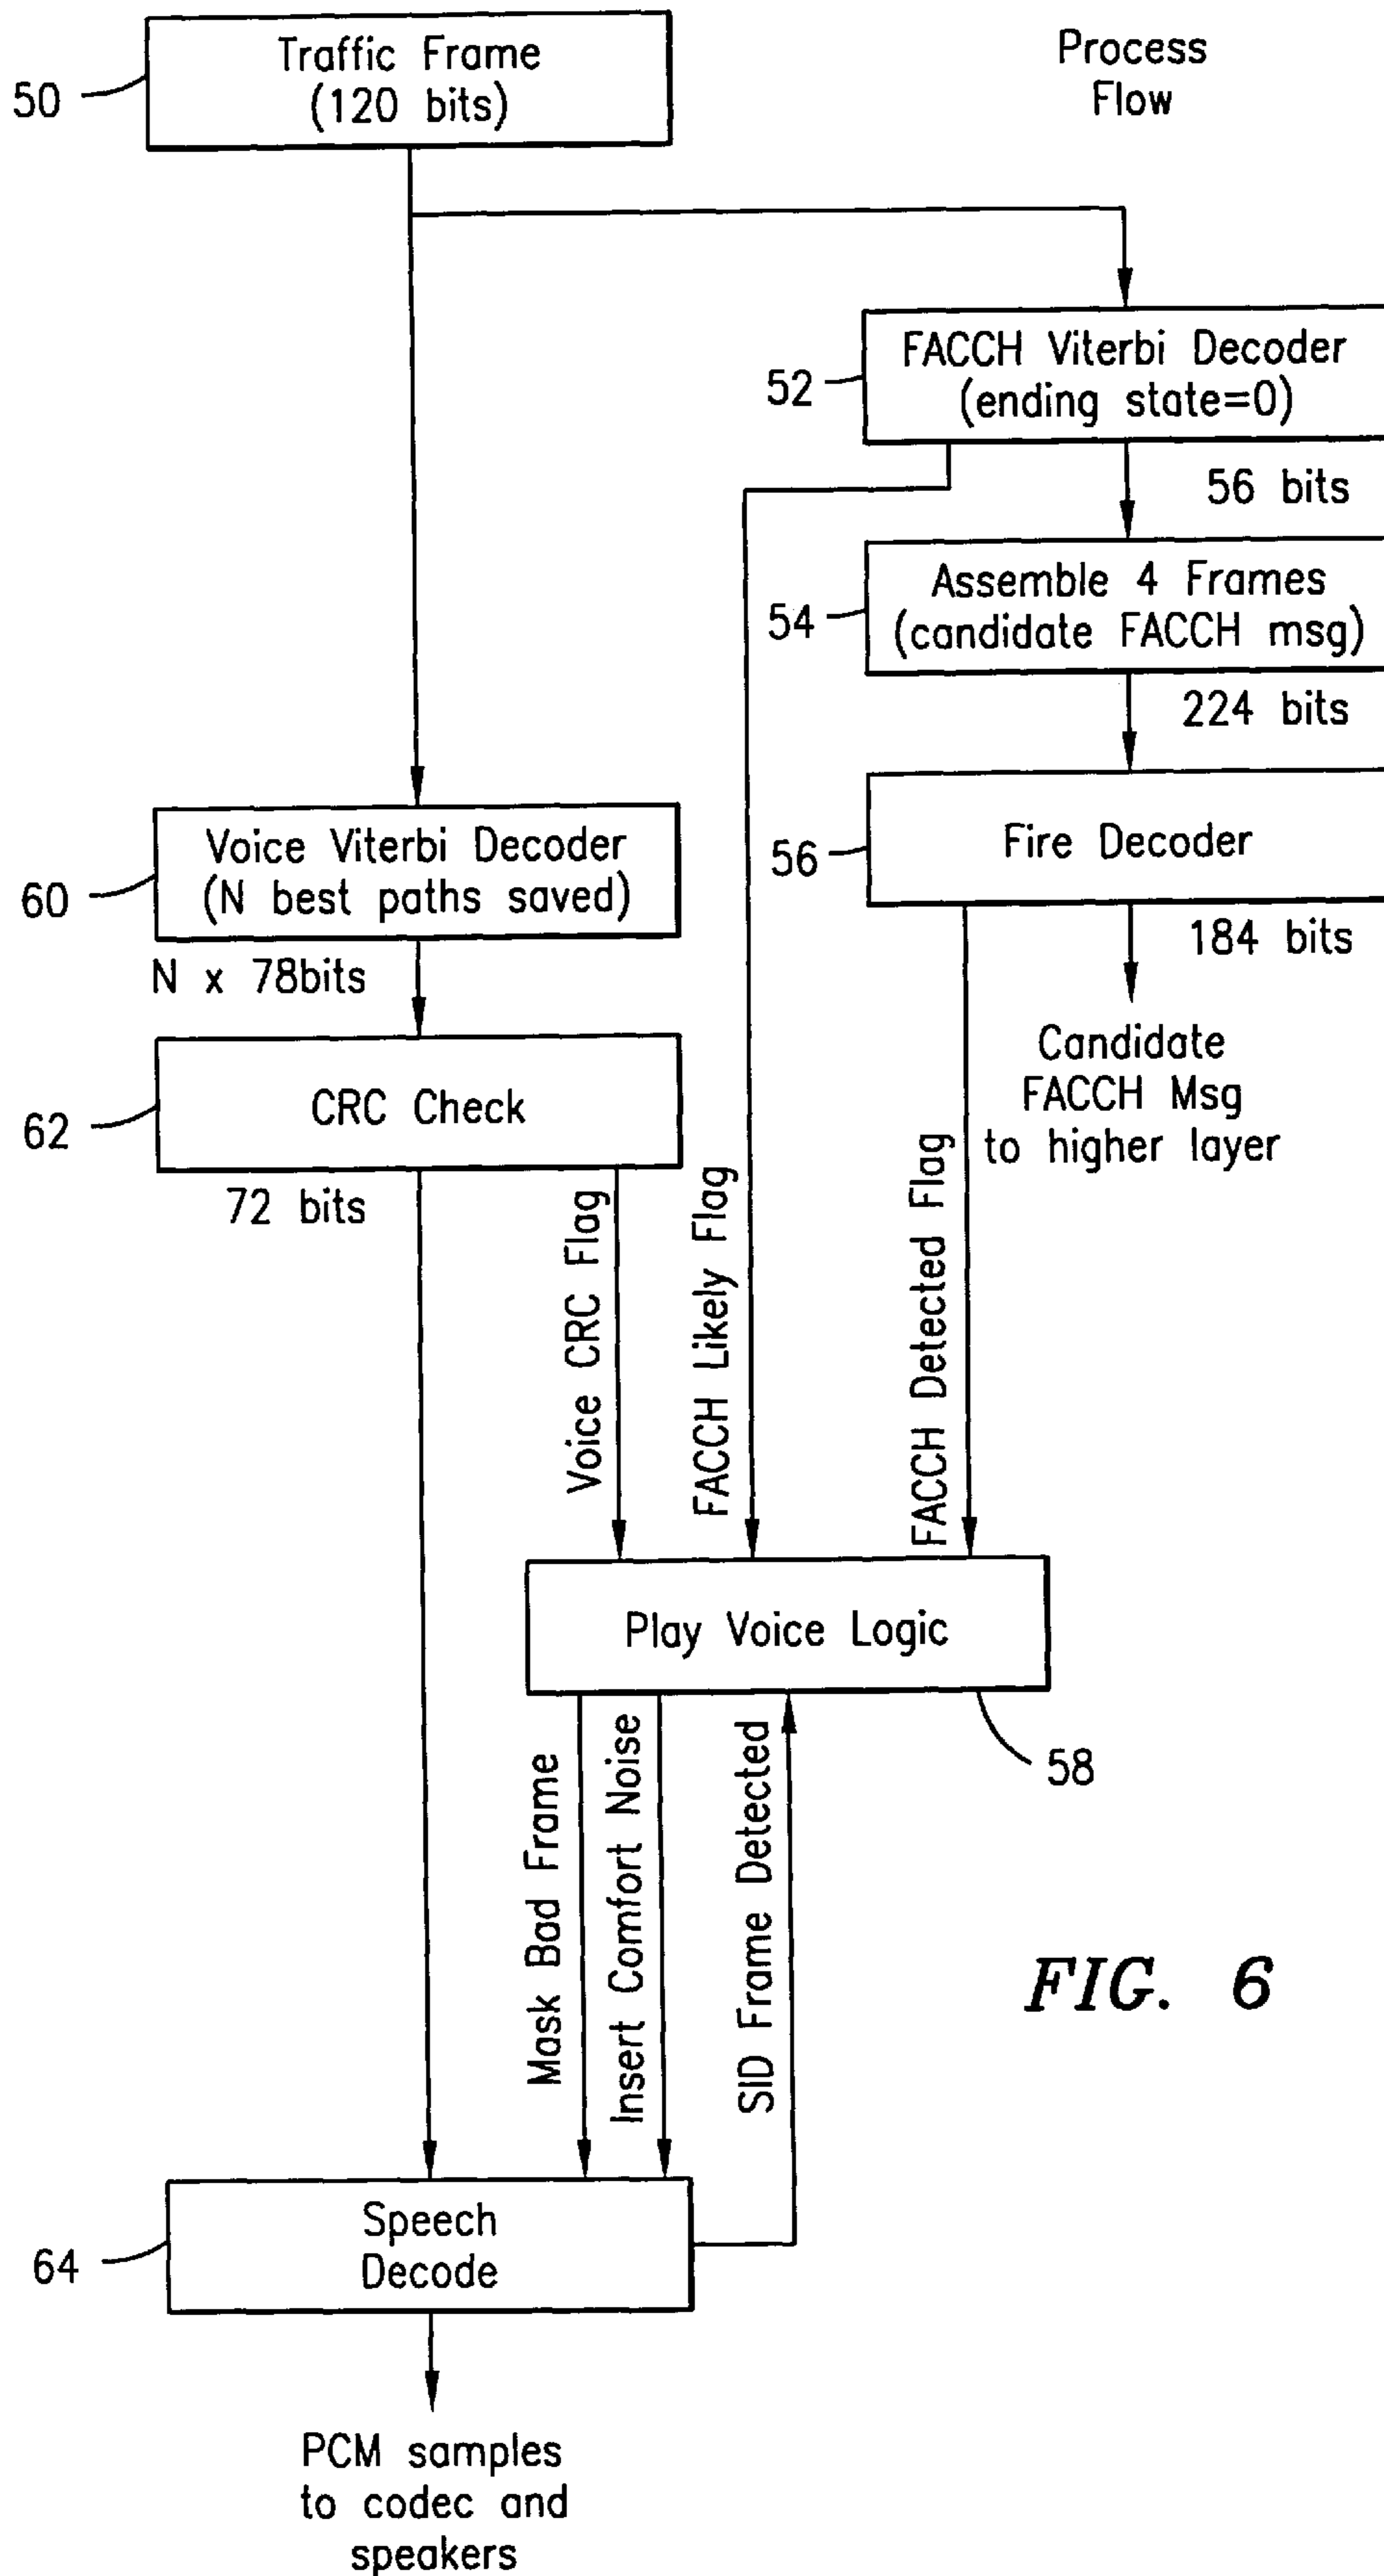 Traffic Frame
(120 bits)
50
Process
Flow
FACCH Viterbi Decoder
(ending state=0)
52
56 bits
Assemble 4 Frames
(candidate FACCH msg)
54
224 bits
Fire Decoder
56
184 bits
Candidate
FACCH Msg
to higher layer
Voice Viterbi Decoder
(N best paths saved)
60
N x 78bits
CRC Check
62
72 bits
Voice CRC Flag
FACCH Likely Flag
FACCH Detected Flag
Play Voice Logic
58
Mask Bad Frame
Insert Comfort Noise
SID Frame Detected
Speech
Decode
64
PCM samples
to codec and
speakers
FIG. 6